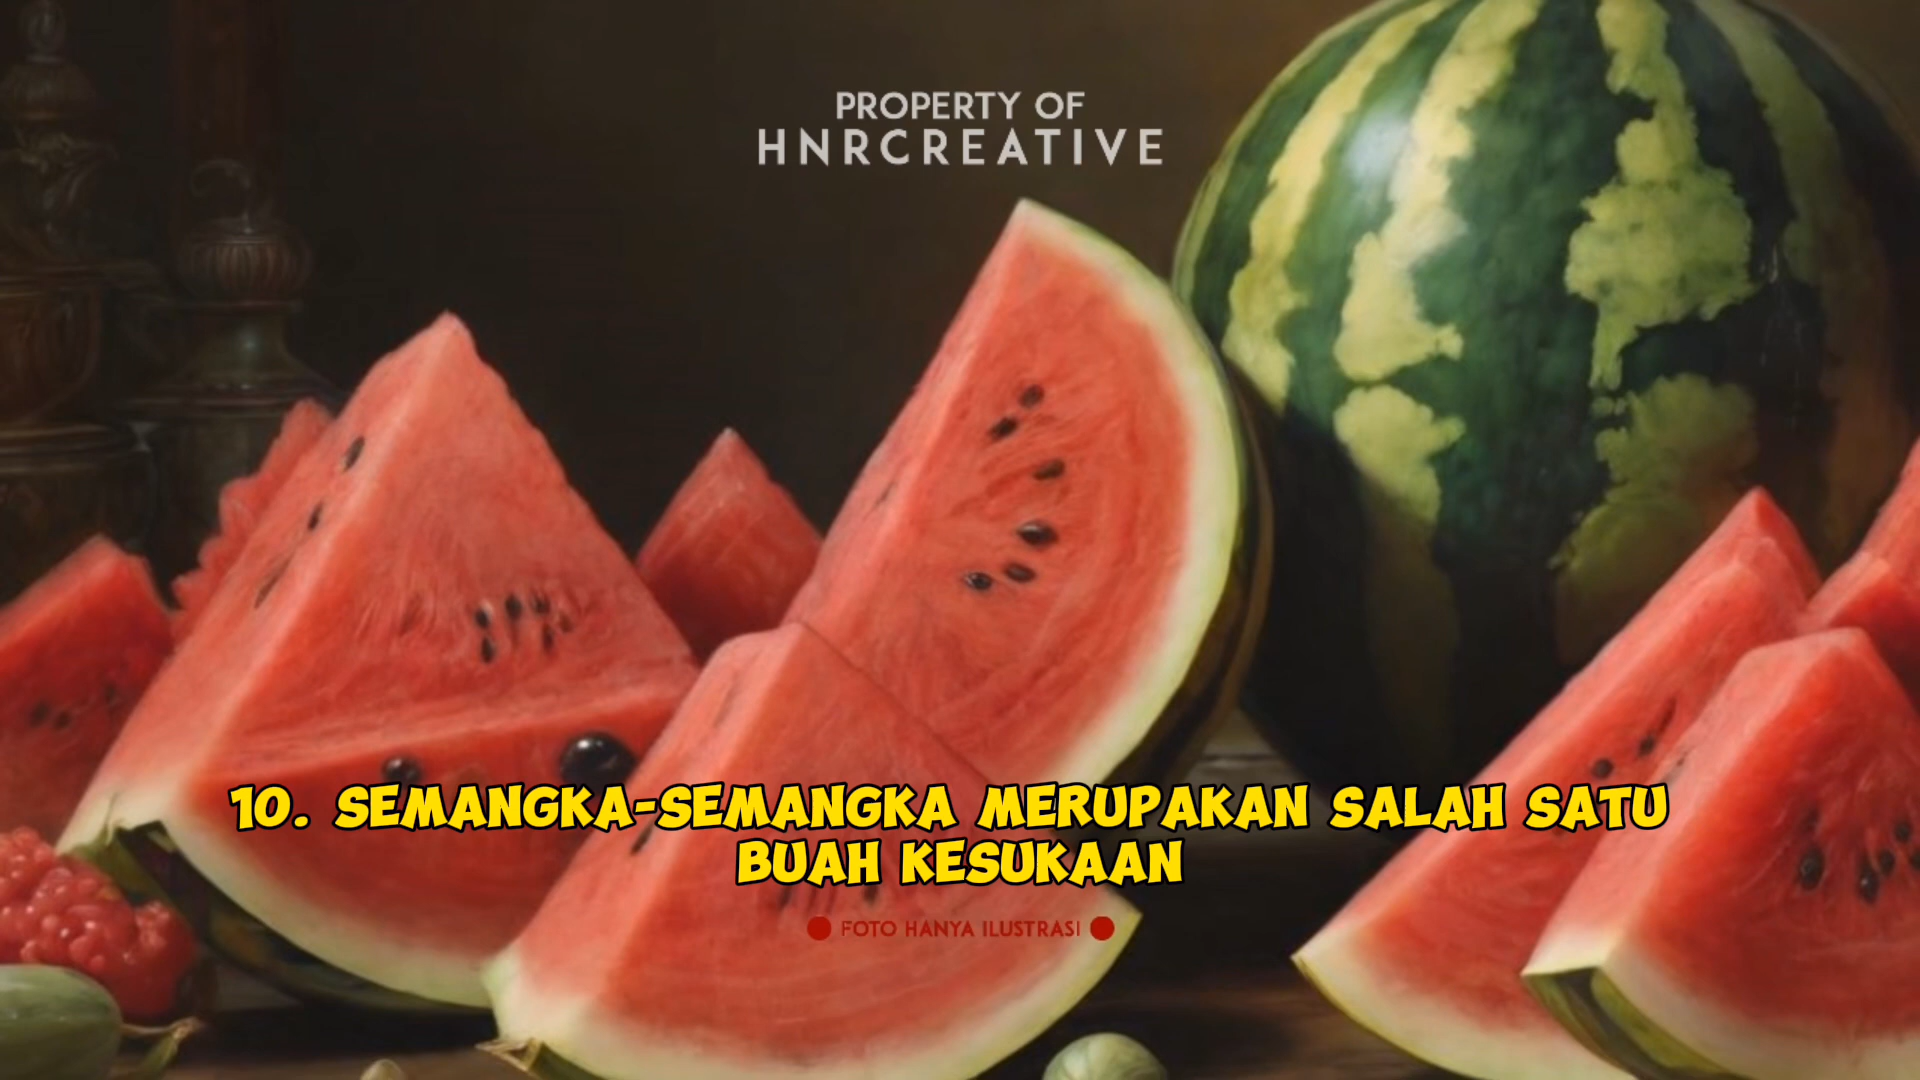 PROPERTY OF
HNRCREATIVE
10. SEMANGKA-SEMANGKA MERUPAKAN SALAH SATU
BUAH KESUKAAN
FOTO HANYA ILUSTRASI